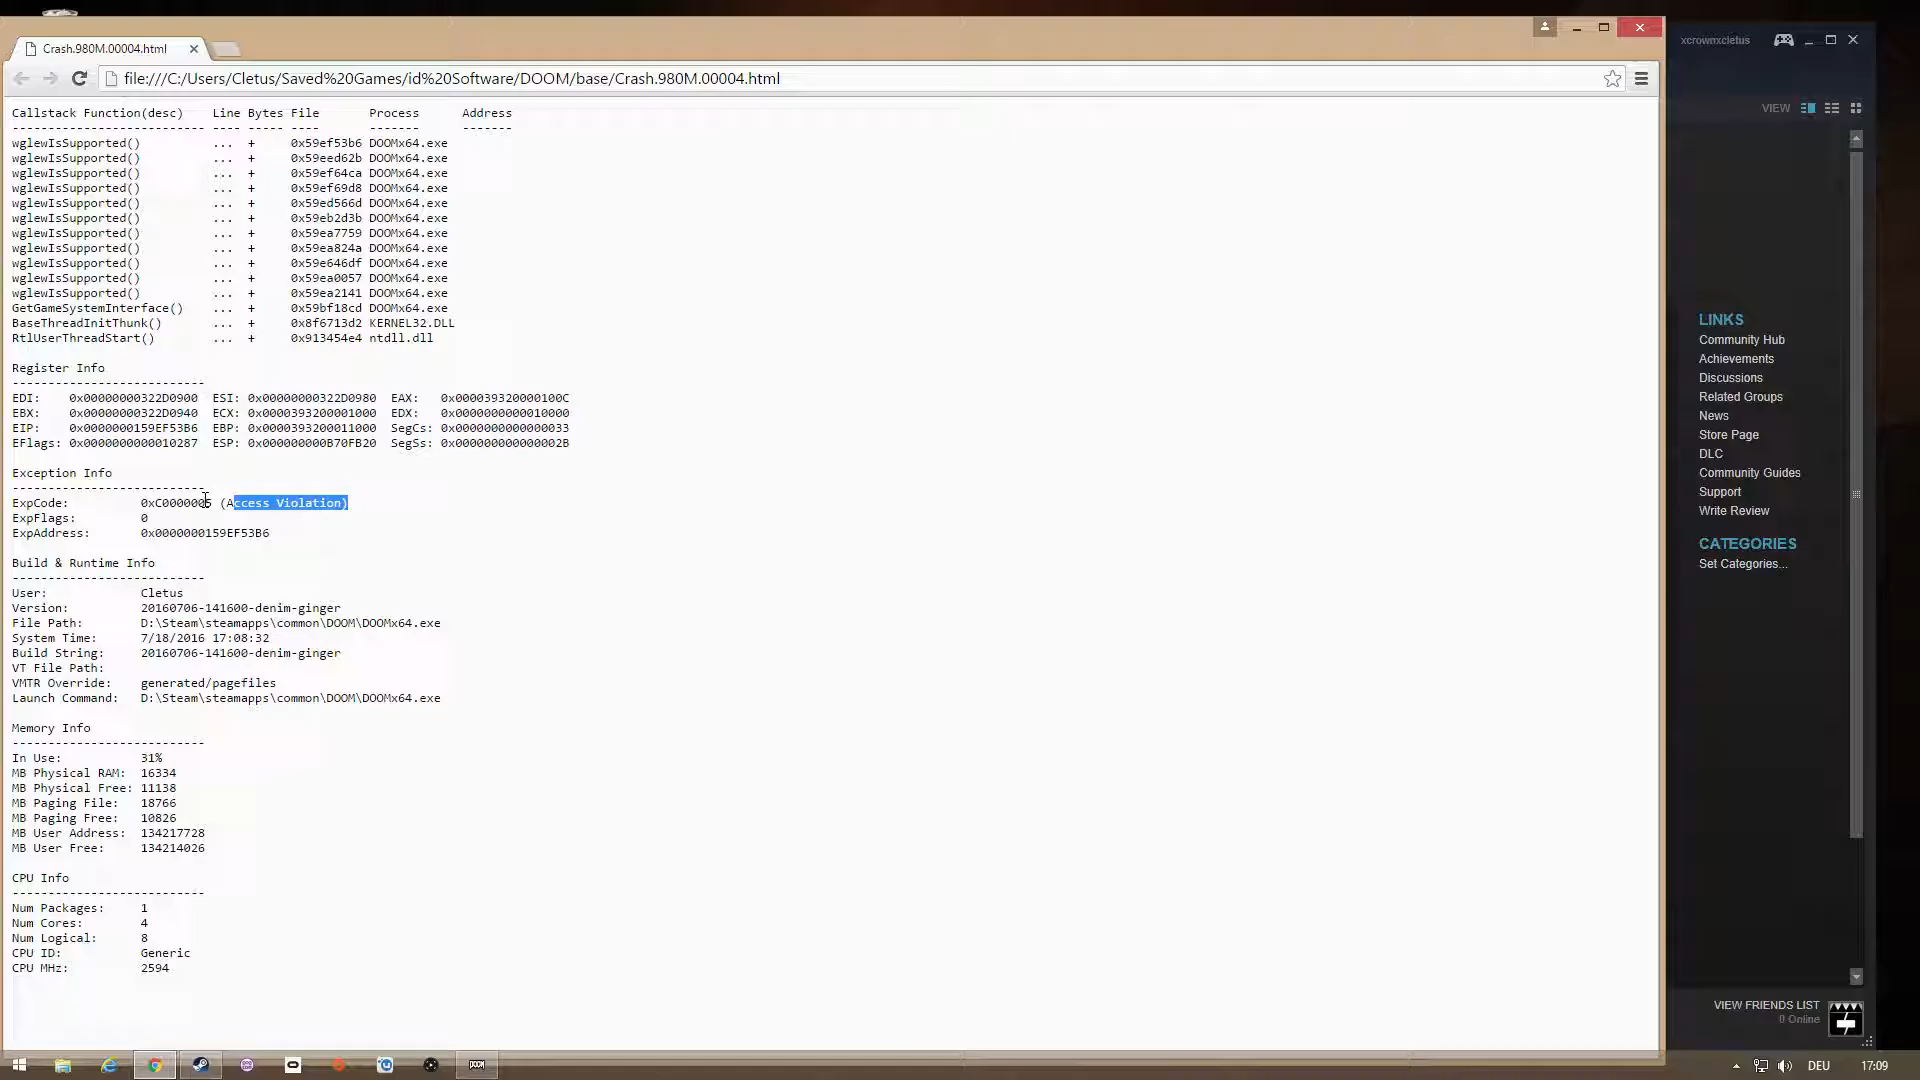 Crash.980M.00004.html
xcrownxcletus
file:///C:/Users/Cletus/Saved%20Games/id%20Software/DOOM/base/Crash.980M.00004.html
VIEW
Callstack Function(desc) Line Bytes File Process Address
-------------------------- ---- ----- ---- ------- -------
wglewIsSupported() ... + 0x59ef53b6 DOOMx64.exe
wglewIsSupported() ... + 0x59eed62b DOOMx64.exe
wglewIsSupported() ... + 0x59ef64ca DOOMx64.exe
wglewIsSupported() ... + 0x59ef69d8 DOOMx64.exe
wglewIsSupported() ... + 0x59ed566d DOOMx64.exe
wglewIsSupported() ... + 0x59eb2d3b DOOMx64.exe
wglewIsSupported() ... + 0x59ea7759 DOOMx64.exe
wglewIsSupported() ... + 0x59ea824a DOOMx64.exe
wglewIsSupported() ... + 0x59e646df DOOMx64.exe
wglewIsSupported() ... + 0x59ea0057 DOOMx64.exe
wglewIsSupported() ... + 0x59ea2141 DOOMx64.exe
GetGameSystemInterface() ... + 0x59bf18cd DOOMx64.exe
BaseThreadInitThunk() ... + 0x8f6713d2 KERNEL32.DLL
RtlUserThreadStart() ... + 0x913454e4 ntdll.dll
Register Info
---------------------------
EDI: 0x00000000322D0900 ESI: 0x00000000322D0980 EAX: 0x000039320000100C
EBX: 0x00000000322D0940 ECX: 0x0000393200001000 EDX: 0x0000000000010000
EIP: 0x0000000159EF53B6 EBP: 0x0000393200011000 SegCs: 0x0000000000000033
EFlags: 0x0000000000010287 ESP: 0x000000000B70FB20 SegSs: 0x000000000000002B
Exception Info
---------------------------
ExpCode: 0xC0000005 (Access Violation)
ExpFlags: 0
ExpAddress: 0x0000000159EF53B6
Build & Runtime Info
---------------------------
User: Cletus
Version: 20160706-141600-denim-ginger
File Path: D:\Steam\steamapps\common\DOOM\DOOMx64.exe
System Time: 7/18/2016 17:08:32
Build String: 20160706-141600-denim-ginger
VT File Path:
VMTR Override: generated/pagefiles
Launch Command: D:\Steam\steamapps\common\DOOM\DOOMx64.exe
Memory Info
---------------------------
In Use: 31%
MB Physical RAM: 16334
MB Physical Free: 11138
MB Paging File: 18766
MB Paging Free: 10826
MB User Address: 134217728
MB User Free: 134214026
CPU Info
---------------------------
Num Packages: 1
Num Cores: 4
Num Logical: 8
CPU ID: Generic
CPU MHz: 2594
LINKS
Community Hub
Achievements
Discussions
Related Groups
News
Store Page
DLC
Community Guides
Support
Write Review
CATEGORIES
Set Categories...
VIEW FRIENDS LIST
0 Online
DOOM
DEU
17:09